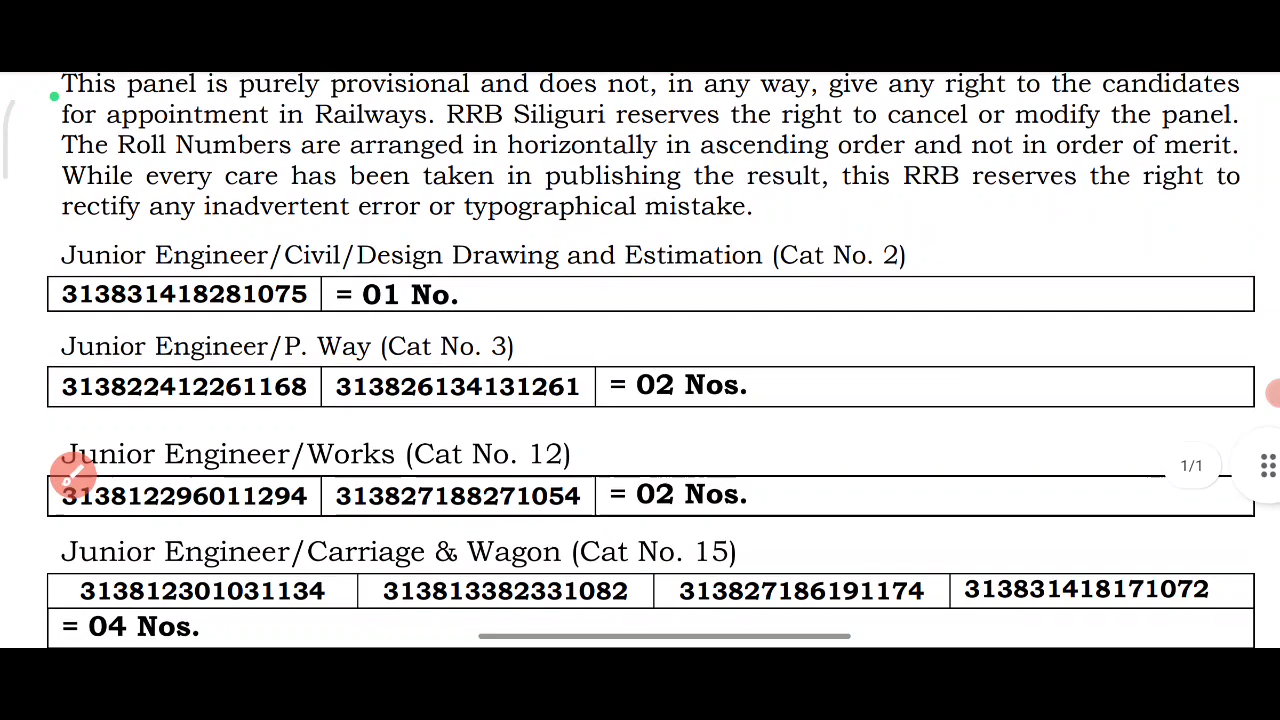 This panel is purely provisional and does not, in any way, give any right to the candidates
for appointment in Railways. RRB Siliguri reserves the right to cancel or modify the panel.
The Roll Numbers are arranged in horizontally in ascending order and not in order of merit.
While every care has been taken in publishing the result, this RRB reserves the right to
rectify any inadvertent error or typographical mistake.
Junior Engineer/Civil/Design Drawing and Estimation (Cat No. 2)
313831418281075 = 01 No.
Junior Engineer/P. Way (Cat No. 3)
313822412261168 313826134131261 = 02 Nos.
Junior Engineer/Works (Cat No. 12)
1/1
313812296011294 313827188271054 = 02 Nos.
Junior Engineer/Carriage & Wagon (Cat No. 15)
313812301031134 313813382331082 313827186191174 313831418171072
= 04 Nos.